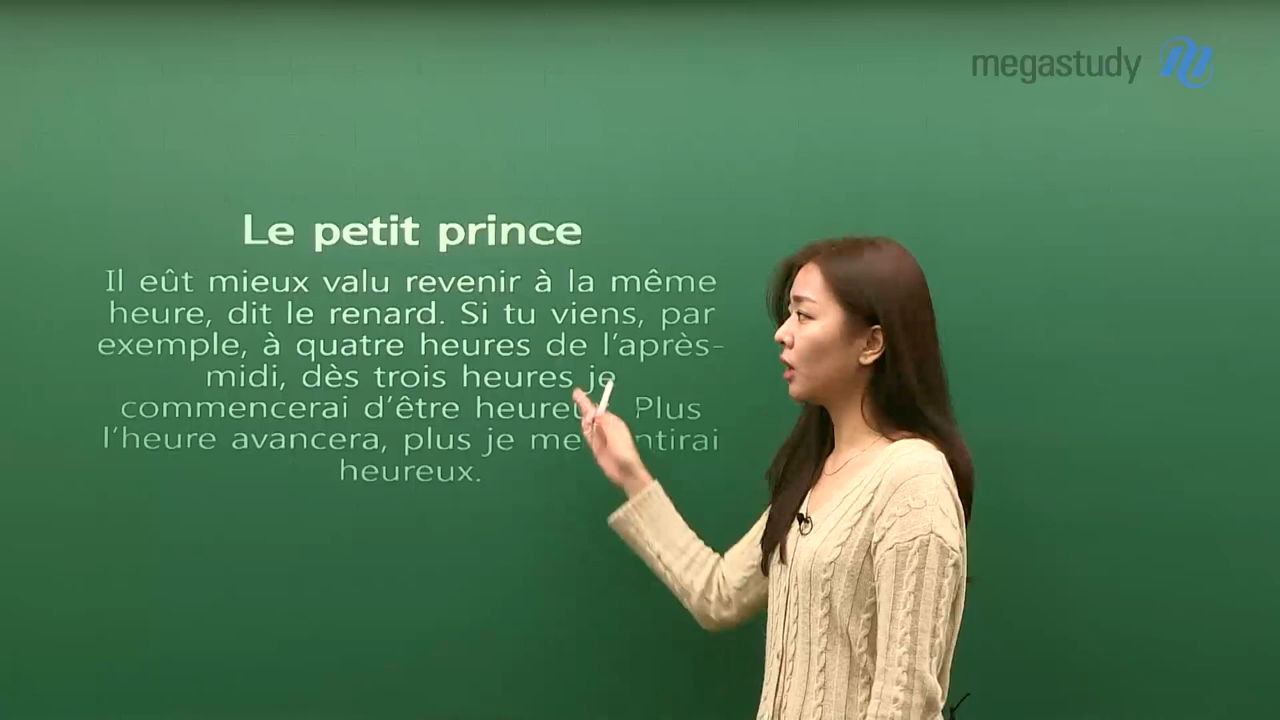 megastudy
Le petit prince
Il eût mieux valu revenir à la même
heure, dit le renard. Si tu viens, par
exemple, à quatre heures de l'après-
midi, dès trois heures je
commencerai d'être Plus
l'heure avancera, plus je me
heureux.